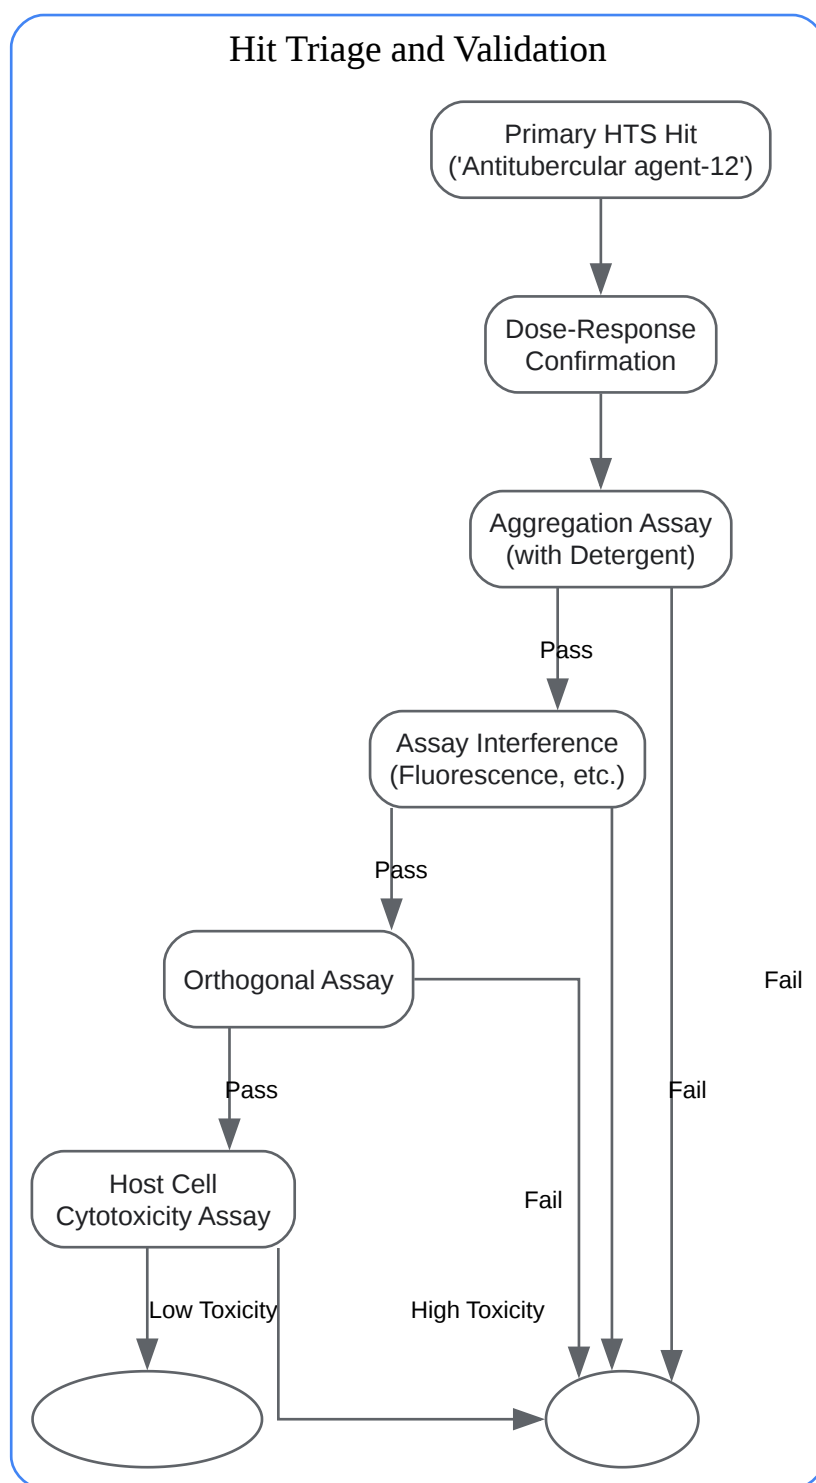 Hit Triage and Validation
Primary HTS Hit
('Antitubercular agent-12')
Dose-Response
Confirmation
Aggregation Assay
(with Detergent)
Pass
Assay Interference
(Fluorescence, etc.)
Pass
Orthogonal Assay
Fail
Pass
Fail
Host Cell
Cytotoxicity Assay
Fail
Low Toxicity
High Toxicity